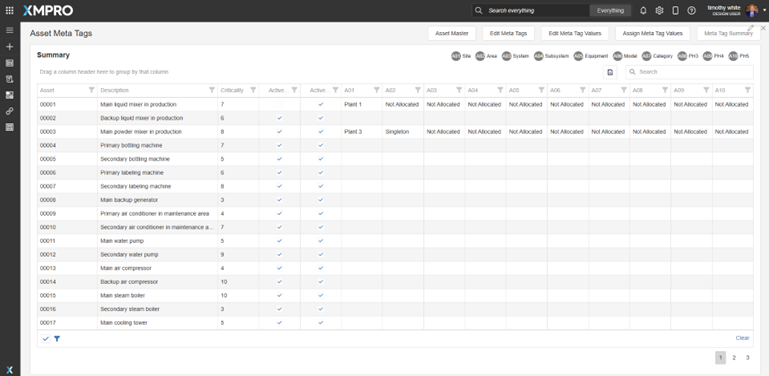 XMPRO
Search everything
Everything
timothy white
DESIGN USER
Asset Meta Tags
Asset Master
Edit Meta Tags
Edit Meta Tag Values
Assign Meta Tag Values
Meta Tag Summary
Summary
A01 Site A02 Area A03 System A04 Subsystem A05 Equipment A06 Model A07 Category A08 PH3 A09 PH4 A10 PH5
Drag a column header here to group by that column
Search
Asset Description Criticality Active... Active... A01 A02 A03 A04 A05 A06 A07 A08 A09 A10
00001 Main liquid mixer in production 7 Plant 1 Not Allocated Not Allocated Not Allocated Not Allocated Not Allocated Not Allocated Not Allocated Not Allocated Not Allocated
00002 Backup liquid mixer in production 6
00003 Main powder mixer in production 8 Plant 3 Singleton Not Allocated Not Allocated Not Allocated Not Allocated Not Allocated Not Allocated Not Allocated Not Allocated
00004 Primary bottling machine 7
00005 Secondary bottling machine 5
00006 Primary labeling machine 6
00007 Secondary labeling machine 8
00008 Main backup generator 3
00009 Primary air conditioner in maintenance area 4
00010 Secondary air conditioner in maintenance a... 7
00011 Main water pump 5
00012 Secondary water pump 9
00013 Main air compressor 4
00014 Backup air compressor 10
00015 Main steam boiler 10
00016 Secondary steam boiler 3
00017 Main cooling tower 5
Clear
1 2 3